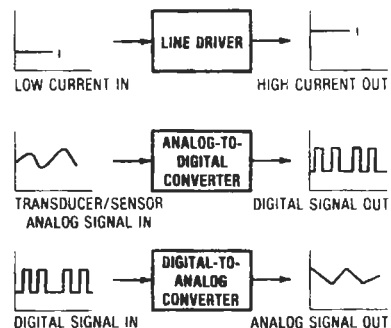 LINE DRIVER
I
I
LOW CURRENT IN
HIGH CURRENT OUT
ANALOG-TO-
DIGITAL
CONVERTER
TRANSDUCER/SENSOR
ANALOG SIGNAL IN
DIGITAL SIGNAL OUT
DIGITAL-TO-
ANALOG
CONVERTER
DIGITAL SIGNAL IN
ANALOG SIGNAL OUT